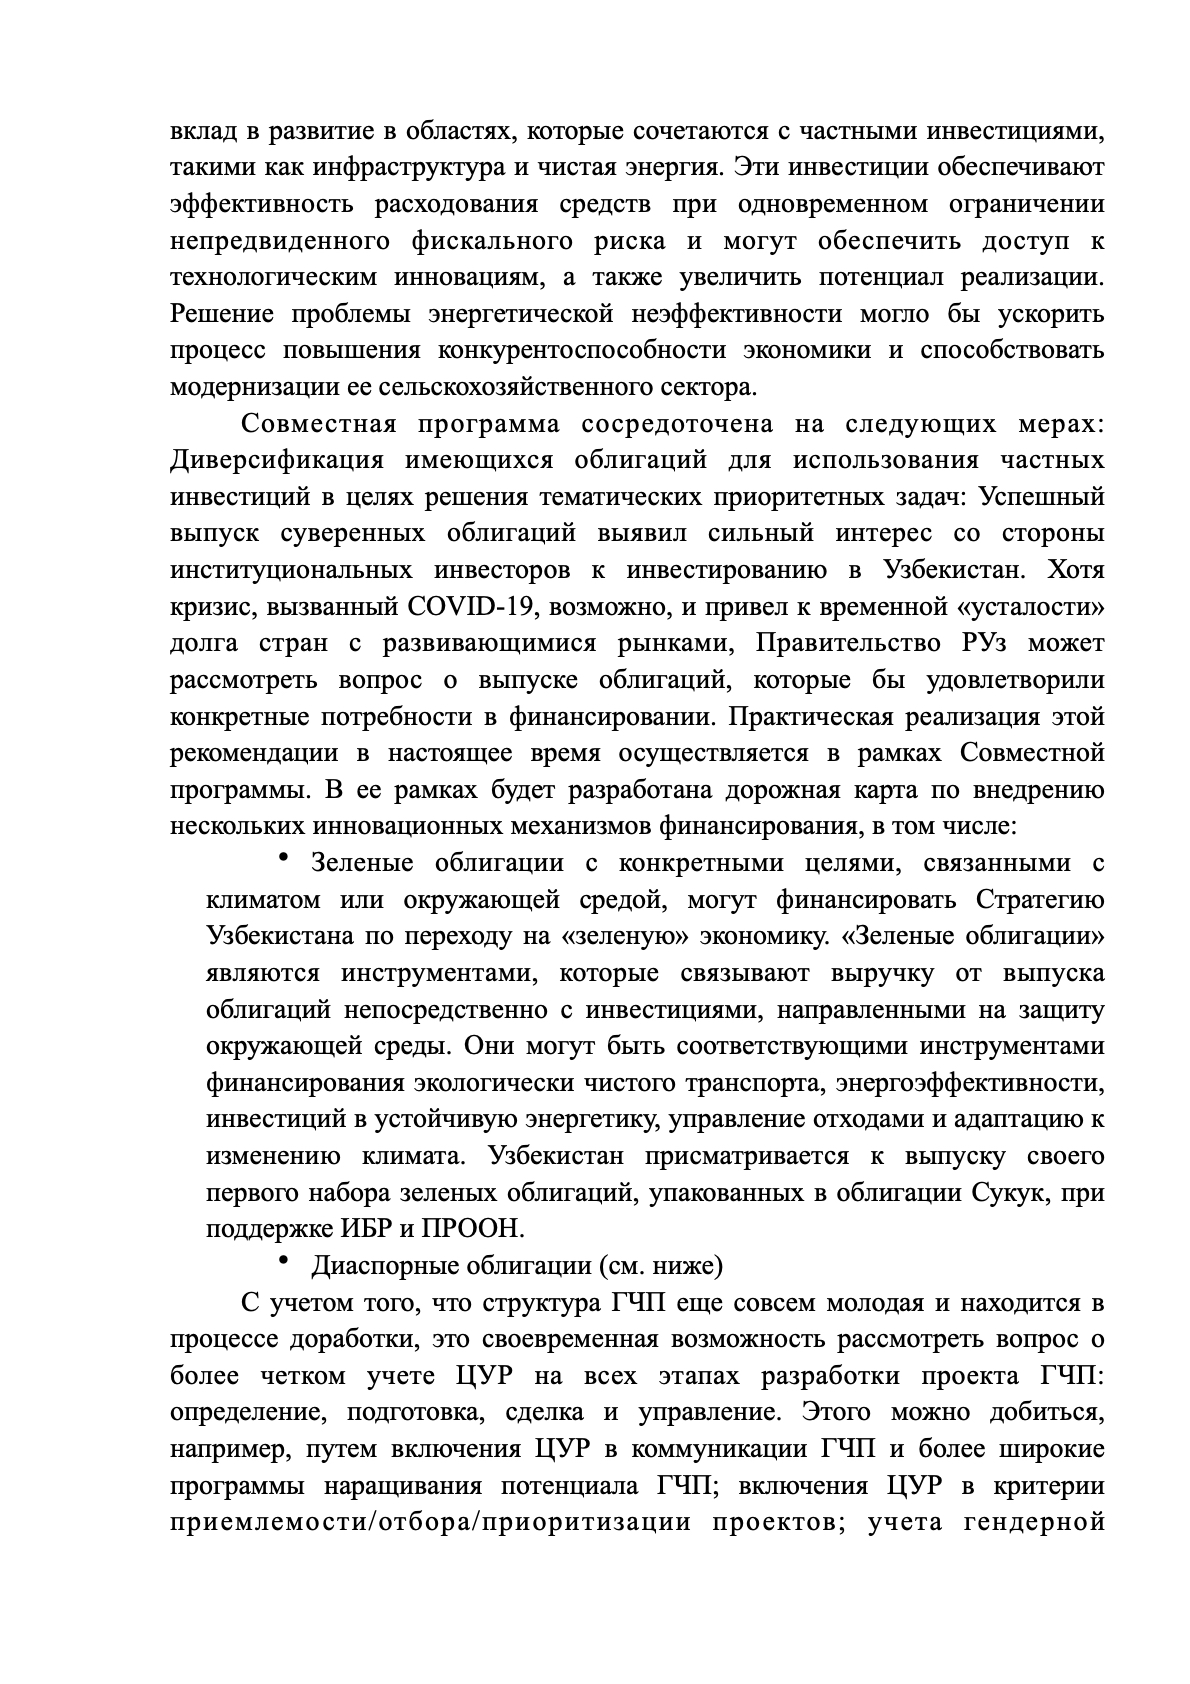 вклад в развитие в областях, которые сочетаются с частными инвестициями,
такими как инфраструктура и чистая энергия. Эти инвестиции обеспечивают
эффективность расходования средств при одновременном ограничении
непредвиденного фискального риска и могут обеспечить доступ к
технологическим инновациям, а также увеличить потенциал реализации.
Решение проблемы энергетической неэффективности могло бы ускорить
процесс повышения конкурентоспособности экономики и способствовать
модернизации ее сельскохозяйственного сектора.
Совместная программа сосредоточена на следующих мерах:
Диверсификация имеющихся облигаций для использования частных
инвестиций в целях решения тематических приоритетных задач: Успешный
выпуск суверенных облигаций выявил сильный интерес со стороны
институциональных инвесторов к инвестированию в Узбекистан. Хотя
кризис, вызванный COVID-19, возможно, и привел к временной «усталости»
долга стран с развивающимися рынками, Правительство РУз может
рассмотреть вопрос о выпуске облигаций, которые бы удовлетворили
конкретные потребности в финансировании. Практическая реализация этой
рекомендации в настоящее время осуществляется в рамках Совместной
программы. В ее рамках будет разработана дорожная карта по внедрению
нескольких инновационных механизмов финансирования, в том числе:
• Зеленые облигации с конкретными целями, связанными с
климатом или окружающей средой, могут финансировать Стратегию
Узбекистана по переходу на «зеленую» экономику. «Зеленые облигации»
являются инструментами, которые связывают выручку от выпуска
облигаций непосредственно с инвестициями, направленными на защиту
окружающей среды. Они могут быть соответствующими инструментами
финансирования экологически чистого транспорта, энергоэффективности,
инвестиций в устойчивую энергетику, управление отходами и адаптацию к
изменению климата. Узбекистан присматривается к выпуску своего
первого набора зеленых облигаций, упакованных в облигации Сукук, при
поддержке ИБР и ПРООН.
• Диаспорные облигации (см. ниже)
С учетом того, что структура ГЧП еще совсем молодая и находится в
процессе доработки, это своевременная возможность рассмотреть вопрос о
более четком учете ЦУР на всех этапах разработки проекта ГЧП:
определение, подготовка, сделка и управление. Этого можно добиться,
например, путем включения ЦУР в коммуникации ГЧП и более широкие
программы наращивания потенциала ГЧП; включения ЦУР в критерии
приемлемости/отбора/приоритизации проектов; учета гендерной